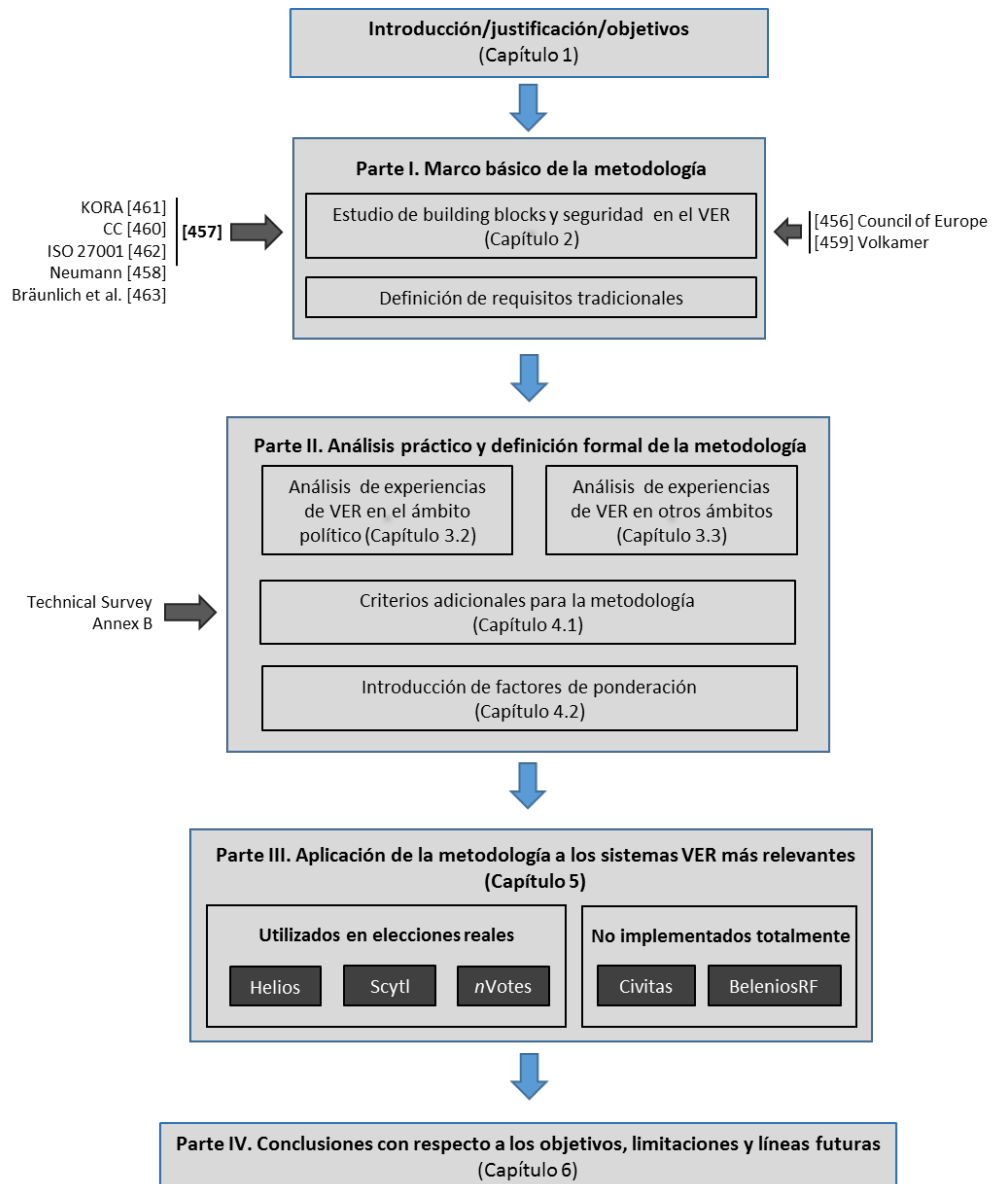 Introducción/justificación/objetivos
(Capítulo 1)
Parte I. Marco básico de la metodología
Estudio de building blocks y seguridad en el VER
(Capítulo 2)
Definición de requisitos tradicionales
KORA [461]
CC [460]
ISO 27001 [462]
Neumann [458]
Bräunlich et al. [463]
[457]
[456] Council of Europe
[459] Volkamer
Parte II. Análisis práctico y definición formal de la metodología
Análisis de experiencias
de VER en el ámbito
político (Capítulo 3.2)
Análisis de experiencias
de VER en otros ámbitos
(Capítulo 3.3)
Technical Survey
Annex B
Criterios adicionales para la metodología
(Capítulo 4.1)
Introducción de factores de ponderación
(Capítulo 4.2)
Parte III. Aplicación de la metodología a los sistemas VER más relevantes
(Capítulo 5)
Utilizados en elecciones reales
Helios
Scytl
nVotes
No implementados totalmente
Civitas
BeleniosRF
Parte IV. Conclusiones con respecto a los objetivos, limitaciones y líneas futuras
(Capítulo 6)